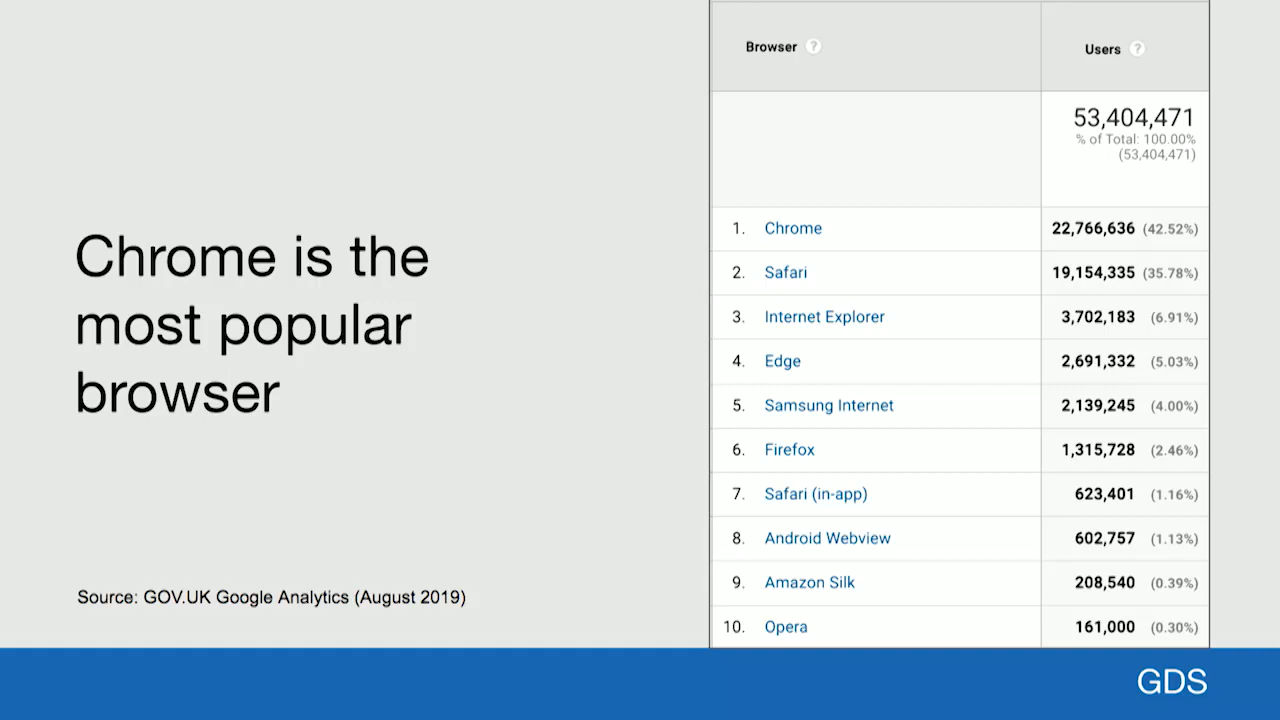 Chrome is the
most popular
browser
Source: GOV.UK Google Analytics (August 2019)
Browser ? Users ?
53,404,471
% of Total: 100.00%
(53,404,471)
1. Chrome 22,766,636 (42.52%)
2. Safari 19,154,335 (35.78%)
3. Internet Explorer 3,702,183 (6.91%)
4. Edge 2,691,332 (5.03%)
5. Samsung Internet 2,139,245 (4.00%)
6. Firefox 1,315,728 (2.46%)
7. Safari (in-app) 623,401 (1.16%)
8. Android Webview 602,757 (1.13%)
9. Amazon Silk 208,540 (0.39%)
10. Opera 161,000 (0.30%)
GDS